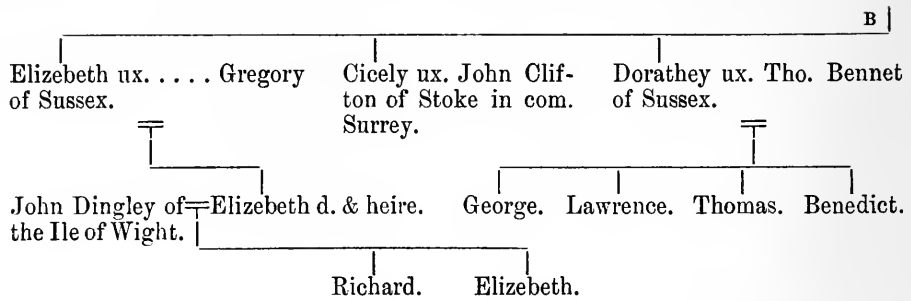 B
Elizebeth ux. . . . . . Gregory
of Sussex.
Cicely ux. John Clif-
ton of Stoke in com.
Surrey.
Dorathey ux. Tho. Bennet
of Sussex.
John Dingley of
the Ile of Wight.
Elizebeth d. & heire.
George. Lawrence. Thomas. Benedict.
Richard. Elizebeth.